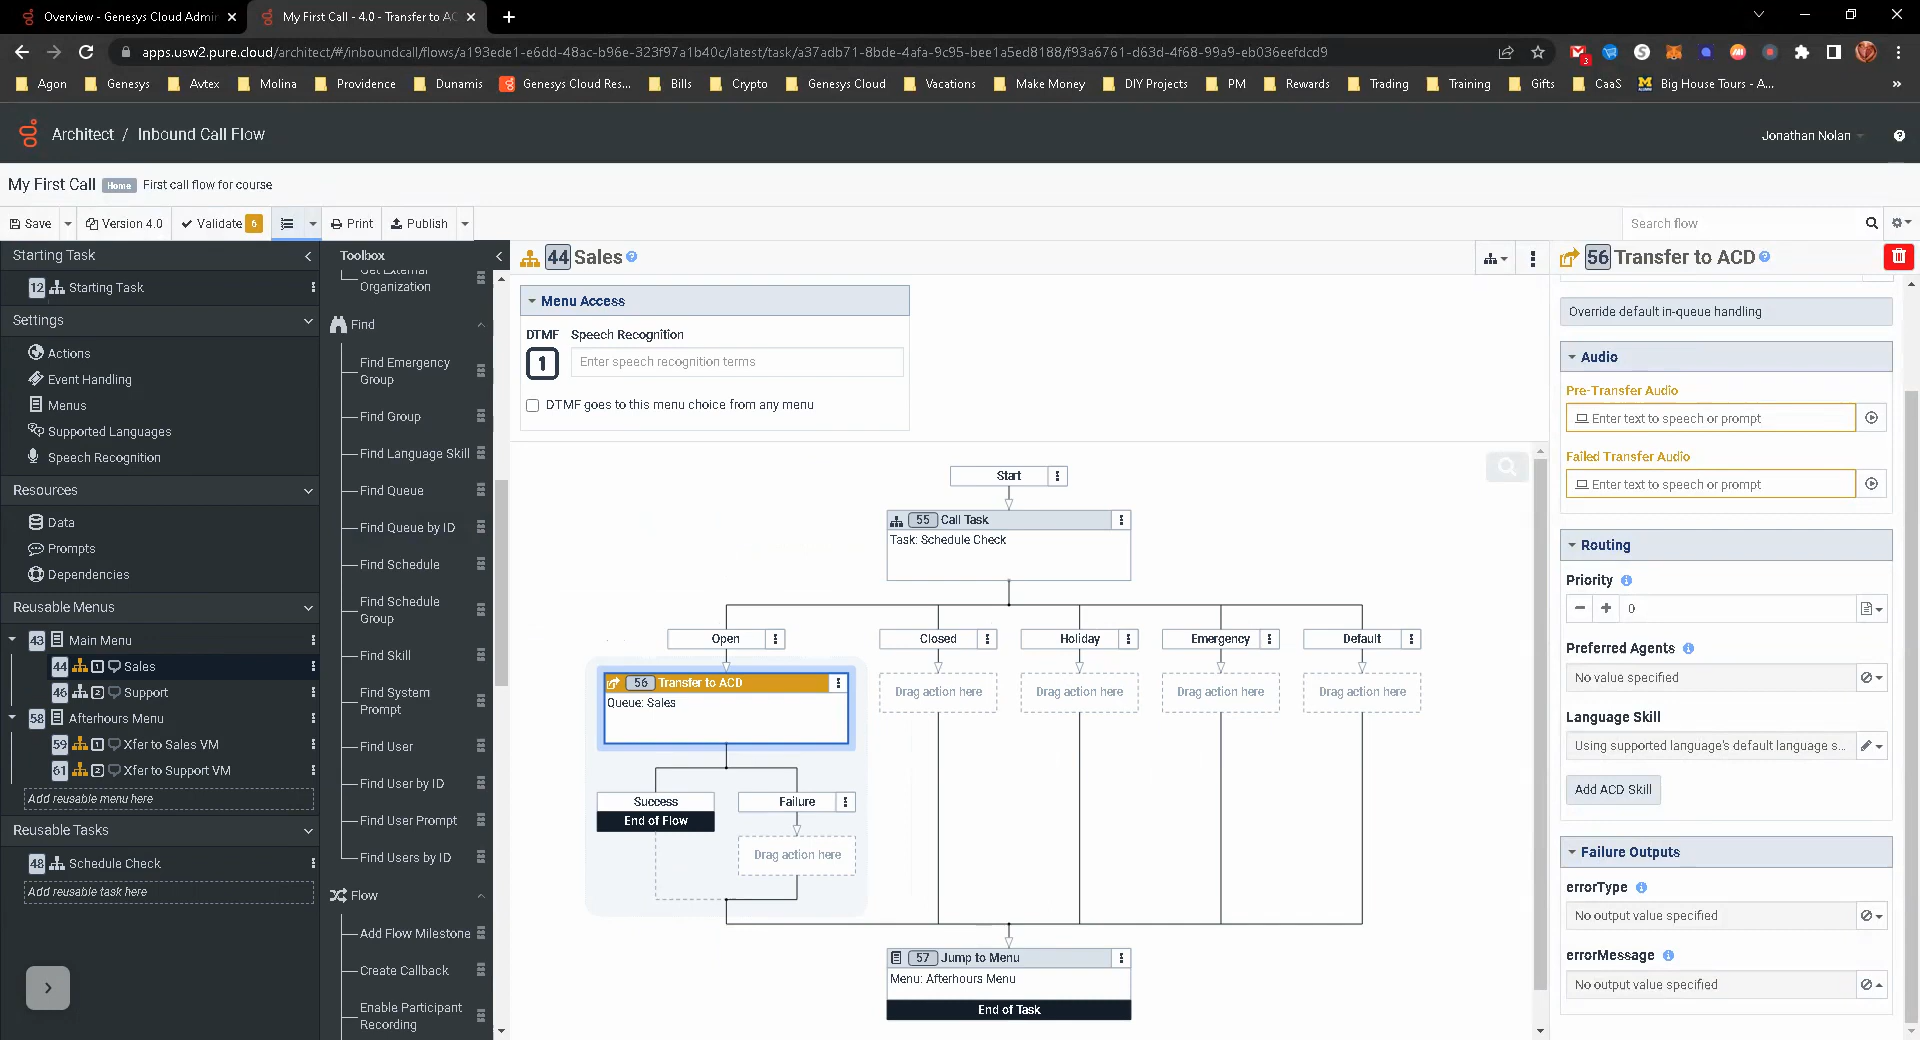 Overview - Genesys Cloud Admin
My First Call - 4.0 - Transfer to AC
apps.usw2.pure.cloud/architect/#/inboundcall/flows/a193ede1-e6dd-48ac-b96e-323f97a1b40c/latest/task/a37adb71-8bde-4afa-9c95-bee1a5ed8188/f93a6761-d63d-4f68-99a9-eb036eefdcd9
3
Agon Genesys Avtex Molina Providence Dunamis Genesys Cloud Res... Bills Crypto Genesys Cloud Vacations Make Money DIY Projects PM Rewards Trading Training Gifts CaaS Big House Tours - A... »
Architect / Inbound Call Flow
Jonathan Nolan
My First Call Home First call flow for course
Save Version 4.0 Validate 6 Print Publish
Search flow
Starting Task
12 Starting Task
Settings
Actions
Event Handling
Menus
Supported Languages
Speech Recognition
Resources
Data
Prompts
Dependencies
Reusable Menus
43 Main Menu
44 1 Sales
46 2 Support
58 Afterhours Menu
59 1 Xfer to Sales VM
61 2 Xfer to Support VM
Add reusable menu here
Reusable Tasks
48 Schedule Check
Add reusable task here
Toolbox
Get External
Organization
Find
Find Emergency
Group
Find Group
Find Language Skill
Find Queue
Find Queue by ID
Find Schedule
Find Schedule
Group
Find Skill
Find System
Prompt
Find User
Find User by ID
Find User Prompt
Find Users by ID
Flow
Add Flow Milestone
Create Callback
Enable Participant
Recording
44 Sales
Menu Access
DTMF Speech Recognition
1 Enter speech recognition terms
DTMF goes to this menu choice from any menu
Start
55 Call Task
Task: Schedule Check
Open Closed Holiday Emergency Default
56 Transfer to ACD
Queue: Sales
Drag action here Drag action here Drag action here Drag action here
Success Failure
End of Flow
Drag action here
57 Jump to Menu
Menu: Afterhours Menu
End of Task
56 Transfer to ACD
Override default in-queue handling
Audio
Pre-Transfer Audio
Enter text to speech or prompt
Failed Transfer Audio
Enter text to speech or prompt
Routing
Priority
0
Preferred Agents
No value specified
Language Skill
Using supported language's default language s...
Add ACD Skill
Failure Outputs
errorType
No output value specified
errorMessage
No output value specified